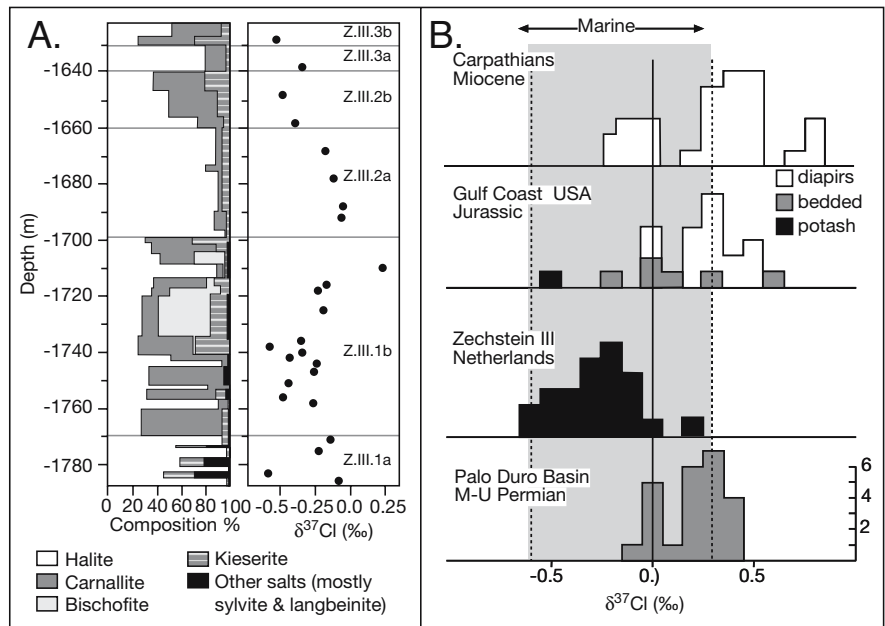 A.
Z.III.3b
Z.III.3a
Z.III.2b
Z.III.2a
Z.III.1b
Z.III.1a
Depth (m)
-1640
-1660
-1680
-1700
-1720
-1740
-1760
-1780
0 20 40 60 80 100
Composition %
-0.5 -0.25 0.0 0.25
δ37Cl (‰)
Halite
Carnallite
Bischofite
Kieserite
Other salts (mostly
sylvite & langbeinite)
B.
Marine
Carpathians
Miocene
diapirs
bedded
potash
Gulf Coast USA
Jurassic
Zechstein III
Netherlands
Palo Duro Basin
M-U Permian
6
4
2
-0.5 0.0 0.5
δ37Cl (‰)